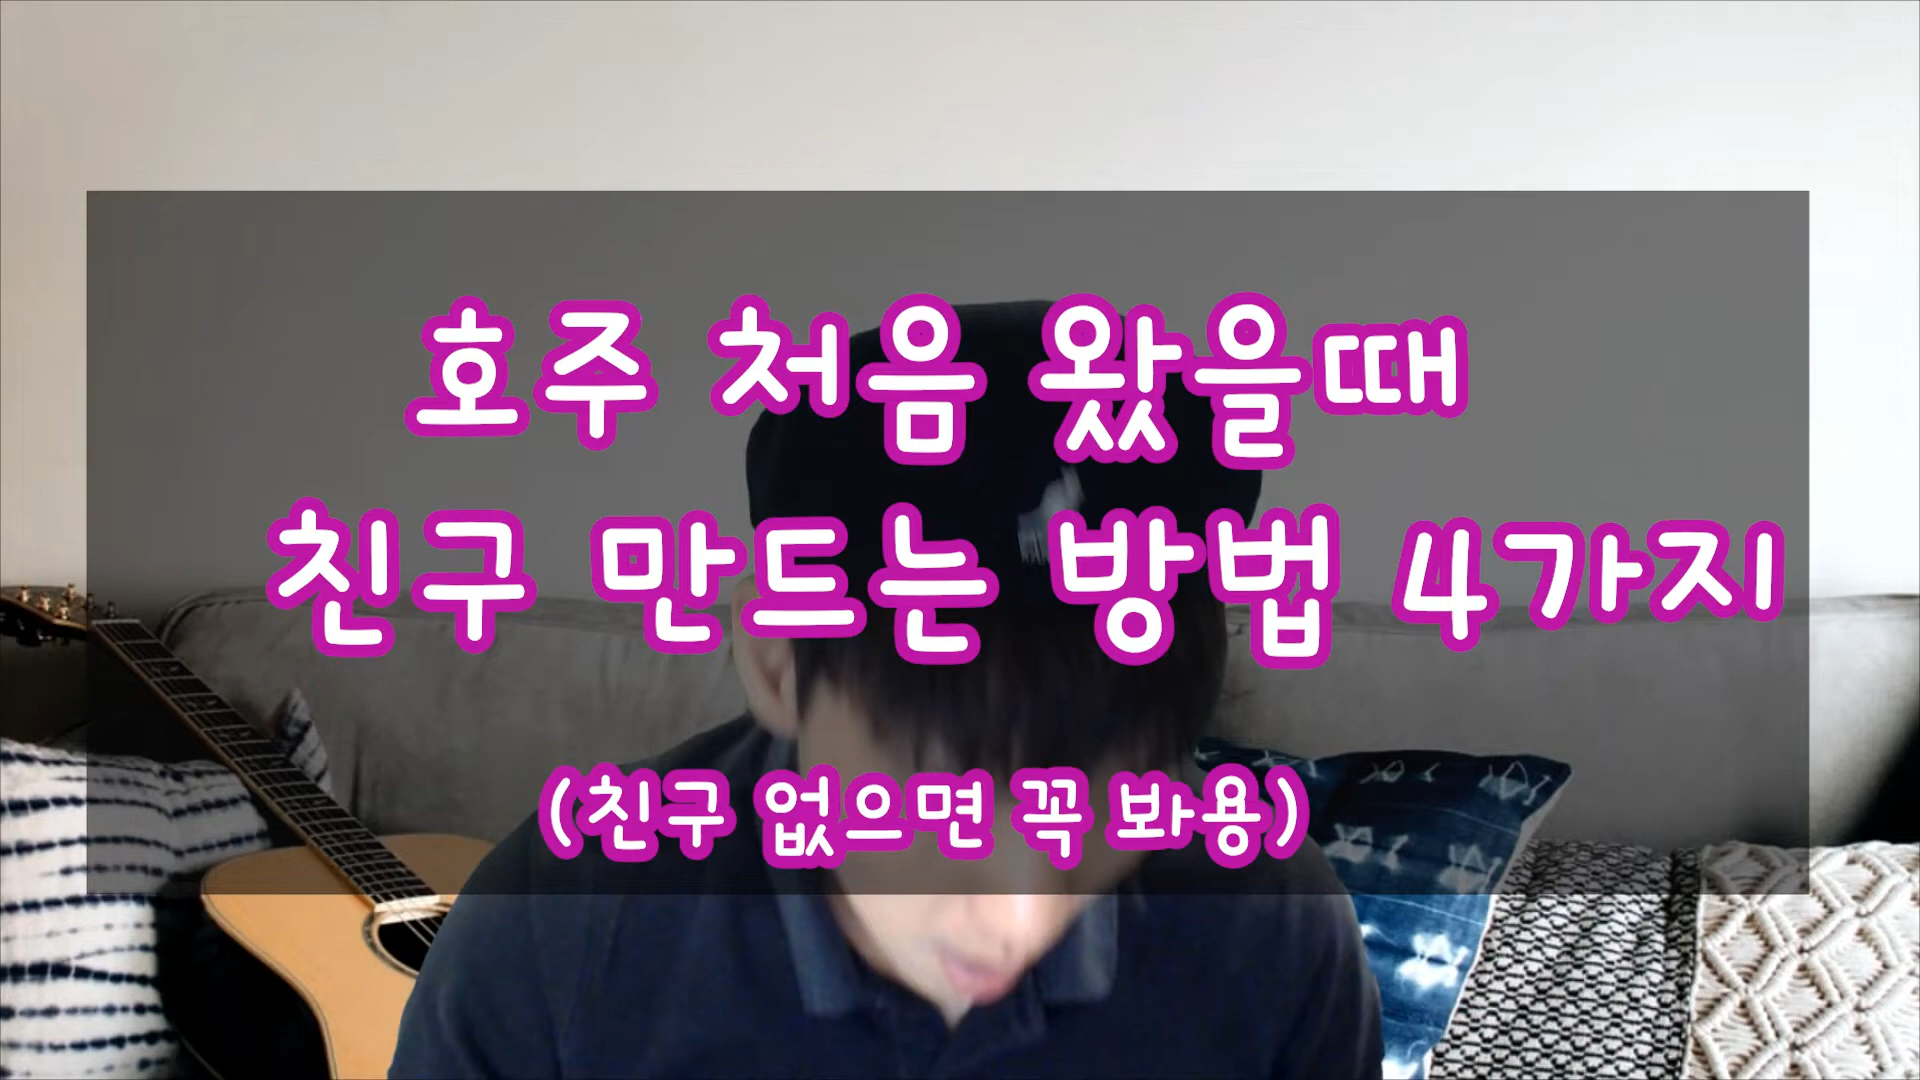 호주 처음 왔을때
친구 만드는 방법 4가지
(친구 없으면 꼭 봐용)